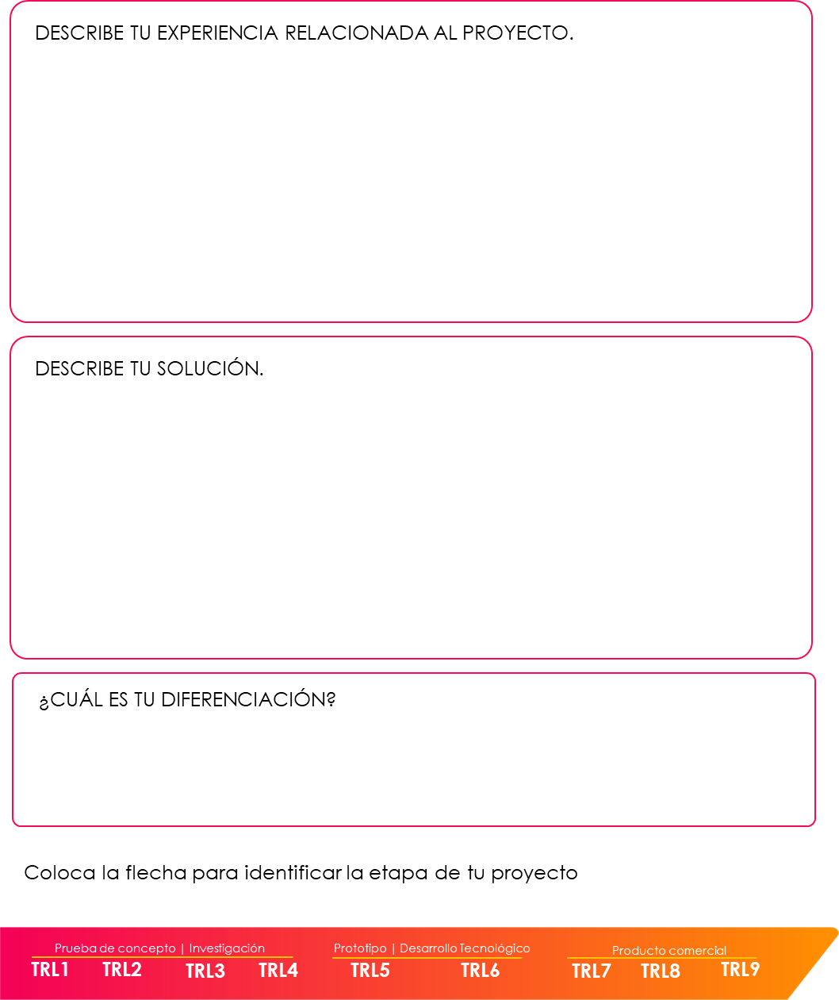 DESCRIBE TU EXPERIENCIA RELACIONADA AL PROYECTO.
DESCRIBE TU SOLUCIÓN.
¿CUÁL ES TU DIFERENCIACIÓN?
Coloca la flecha para identificar la etapa de tu proyecto
Prueba de concepto | Investigación
TRL1 TRL2 TRL3 TRL4
Prototipo | Desarrollo Tecnológico
TRL5 TRL6
Producto comercial
TRL7 TRL8 TRL9